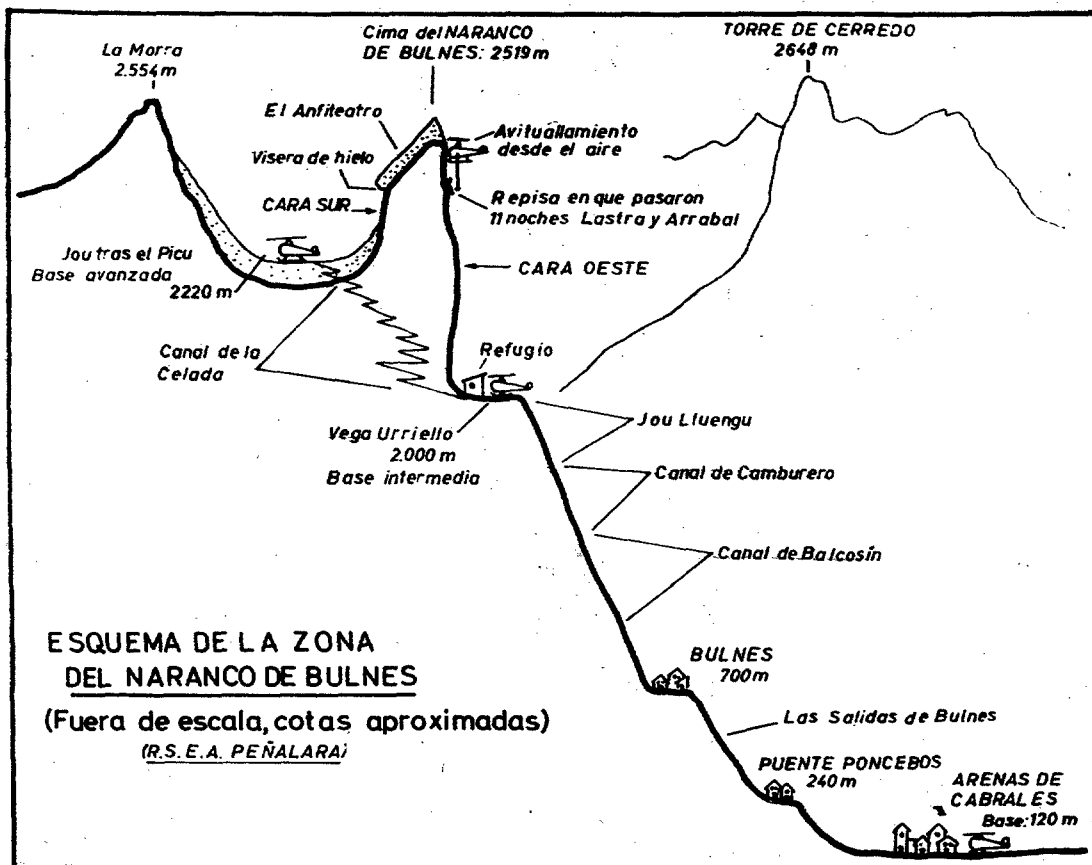 La Morra
2.554 m
Cima del NARANCO
DE BULNES: 2519 m
TORRE DE CERREDO
2648 m
El Anfiteatro
Avituallamiento
desde el aire
Visera de hielo
CARA SUR
Repisa en que pasaron
11 noches Lastra y Arrabal
Jou tras el Picu
Base avanzada
2220 m
CARA OESTE
Canal de la
Celada
Refugio
Vega Urriello
2.000 m
Base intermedia
Jou Lluengu
Canal de Camburero
Canal de Balcosín
ESQUEMA DE LA ZONA
DEL NARANCO DE BULNES
(Fuera de escala, cotas aproximadas)
(R.S.E.A. PEÑALARA)
BULNES
700 m
Las Salidas de Bulnes
PUENTE PONCEBOS
240 m
ARENAS DE
CABRALES
Base: 120 m